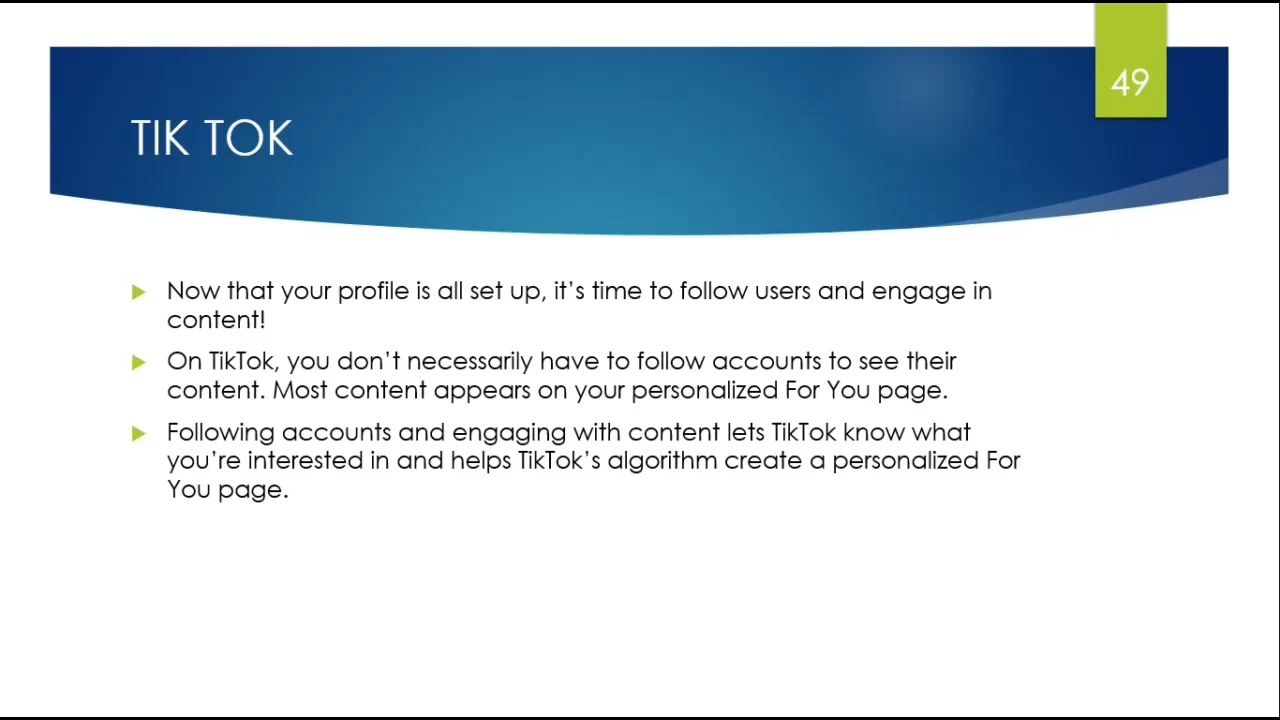 49
TIK TOK
Now that your profile is all set up, it’s time to follow users and engage in
content!
On TikTok, you don’t necessarily have to follow accounts to see their
content. Most content appears on your personalized For You page.
Following accounts and engaging with content lets TikTok know what
you’re interested in and helps TikTok’s algorithm create a personalized For
You page.